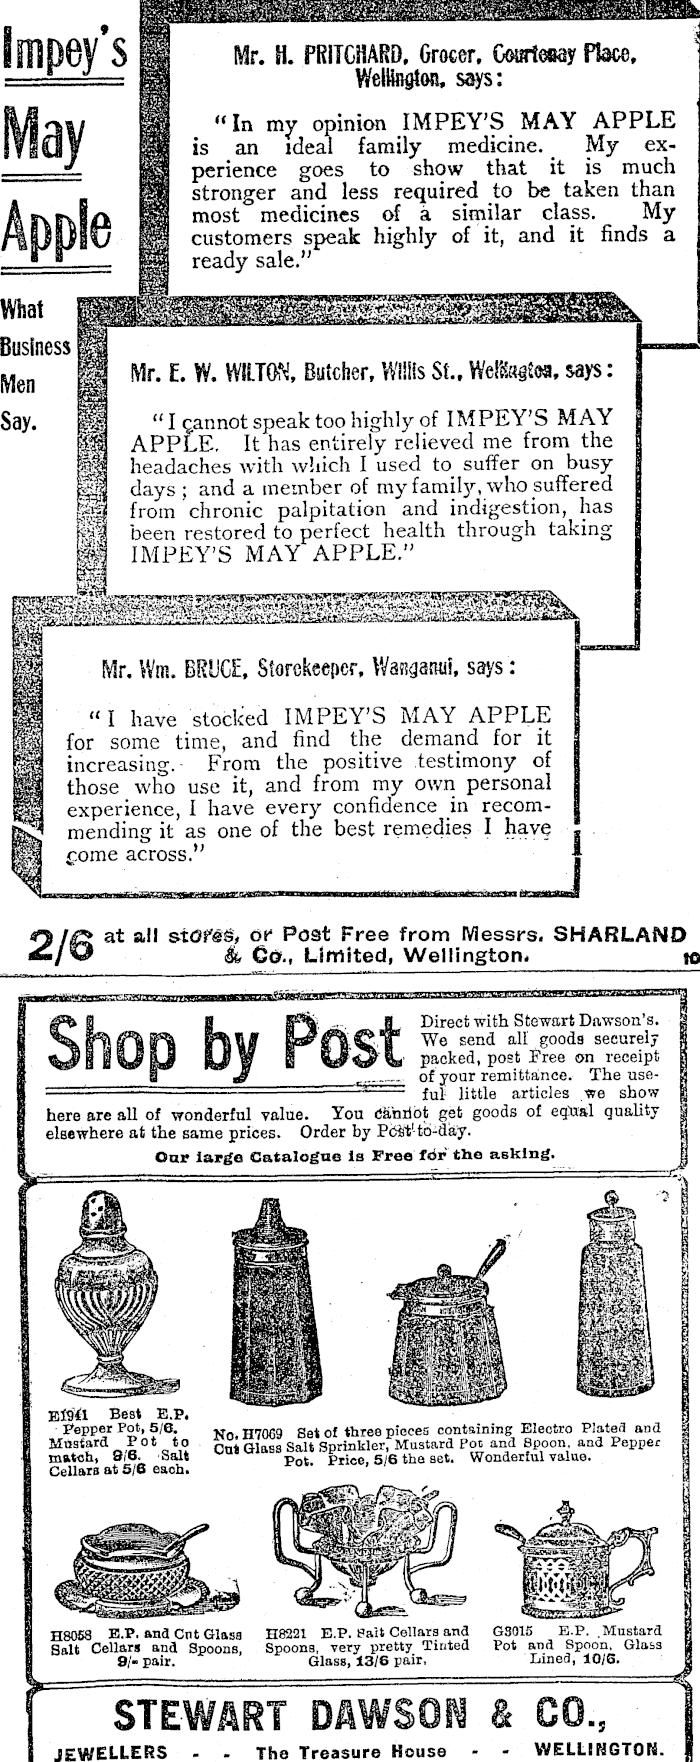 Impey's
May
Apple
What
Business
Men
Say.
Mr. H. PRITCHARD, Grocer, Courtenay Place,
Wellington, says:
"In my opinion IMPEY'S MAY APPLE
is an ideal family medicine. My ex-
perience goes to show that it is much
stronger and less required to be taken than
most medicines of a similar class. My
customers speak highly of it, and it finds a
ready sale."
Mr. E. W. WILTON, Butcher, Willis St., Wellington, says:
"I cannot speak too highly of IMPEY'S MAY
APPLE. It has entirely relieved me from the
headaches with which I used to suffer on busy
days; and a member of my family, who suffered
from chronic palpitation and indigestion, has
been restored to perfect health through taking
IMPEY'S MAY APPLE."
Mr. Wm. BRUCE, Storekeeper, Wanganui, says:
"I have stocked IMPEY'S MAY APPLE
for some time, and find the demand for it
increasing. From the positive testimony of
those who use it, and from my own personal
experience, I have every confidence in recom-
mending it as one of the best remedies I have
come across."
2/6 at all stores, or Post Free from Messrs. SHARLAND
& Co., Limited, Wellington. 10
Shop by Post
Direct with Stewart Dawson's.
We send all goods securely
packed, post Free on receipt
of your remittance. The use-
ful little articles we show
here are all of wonderful value. You cannot get goods of equal quality
elsewhere at the same prices. Order by Post to-day.
Our large Catalogue is Free for the asking.
E1941 Best E.P.
Pepper Pot, 5/6.
Mustard Pot to
match, 9/6. Salt
Cellars at 5/6 each.
No. H7069 Set of three pieces containing Electro Plated and
Cut Glass Salt Sprinkler, Mustard Pot and Spoon, and Pepper
Pot. Price, 5/6 the set. Wonderful value.
H8058 E.P. and Cut Glass
Salt Cellars and Spoons,
9/- pair.
H8221 E.P. Salt Cellars and
Spoons, very pretty Tinted
Glass, 13/6 pair.
G3015 E.P. Mustard
Pot and Spoon, Glass
Lined, 10/6.
STEWART DAWSON & CO.,
JEWELLERS - - The Treasure House - - WELLINGTON.